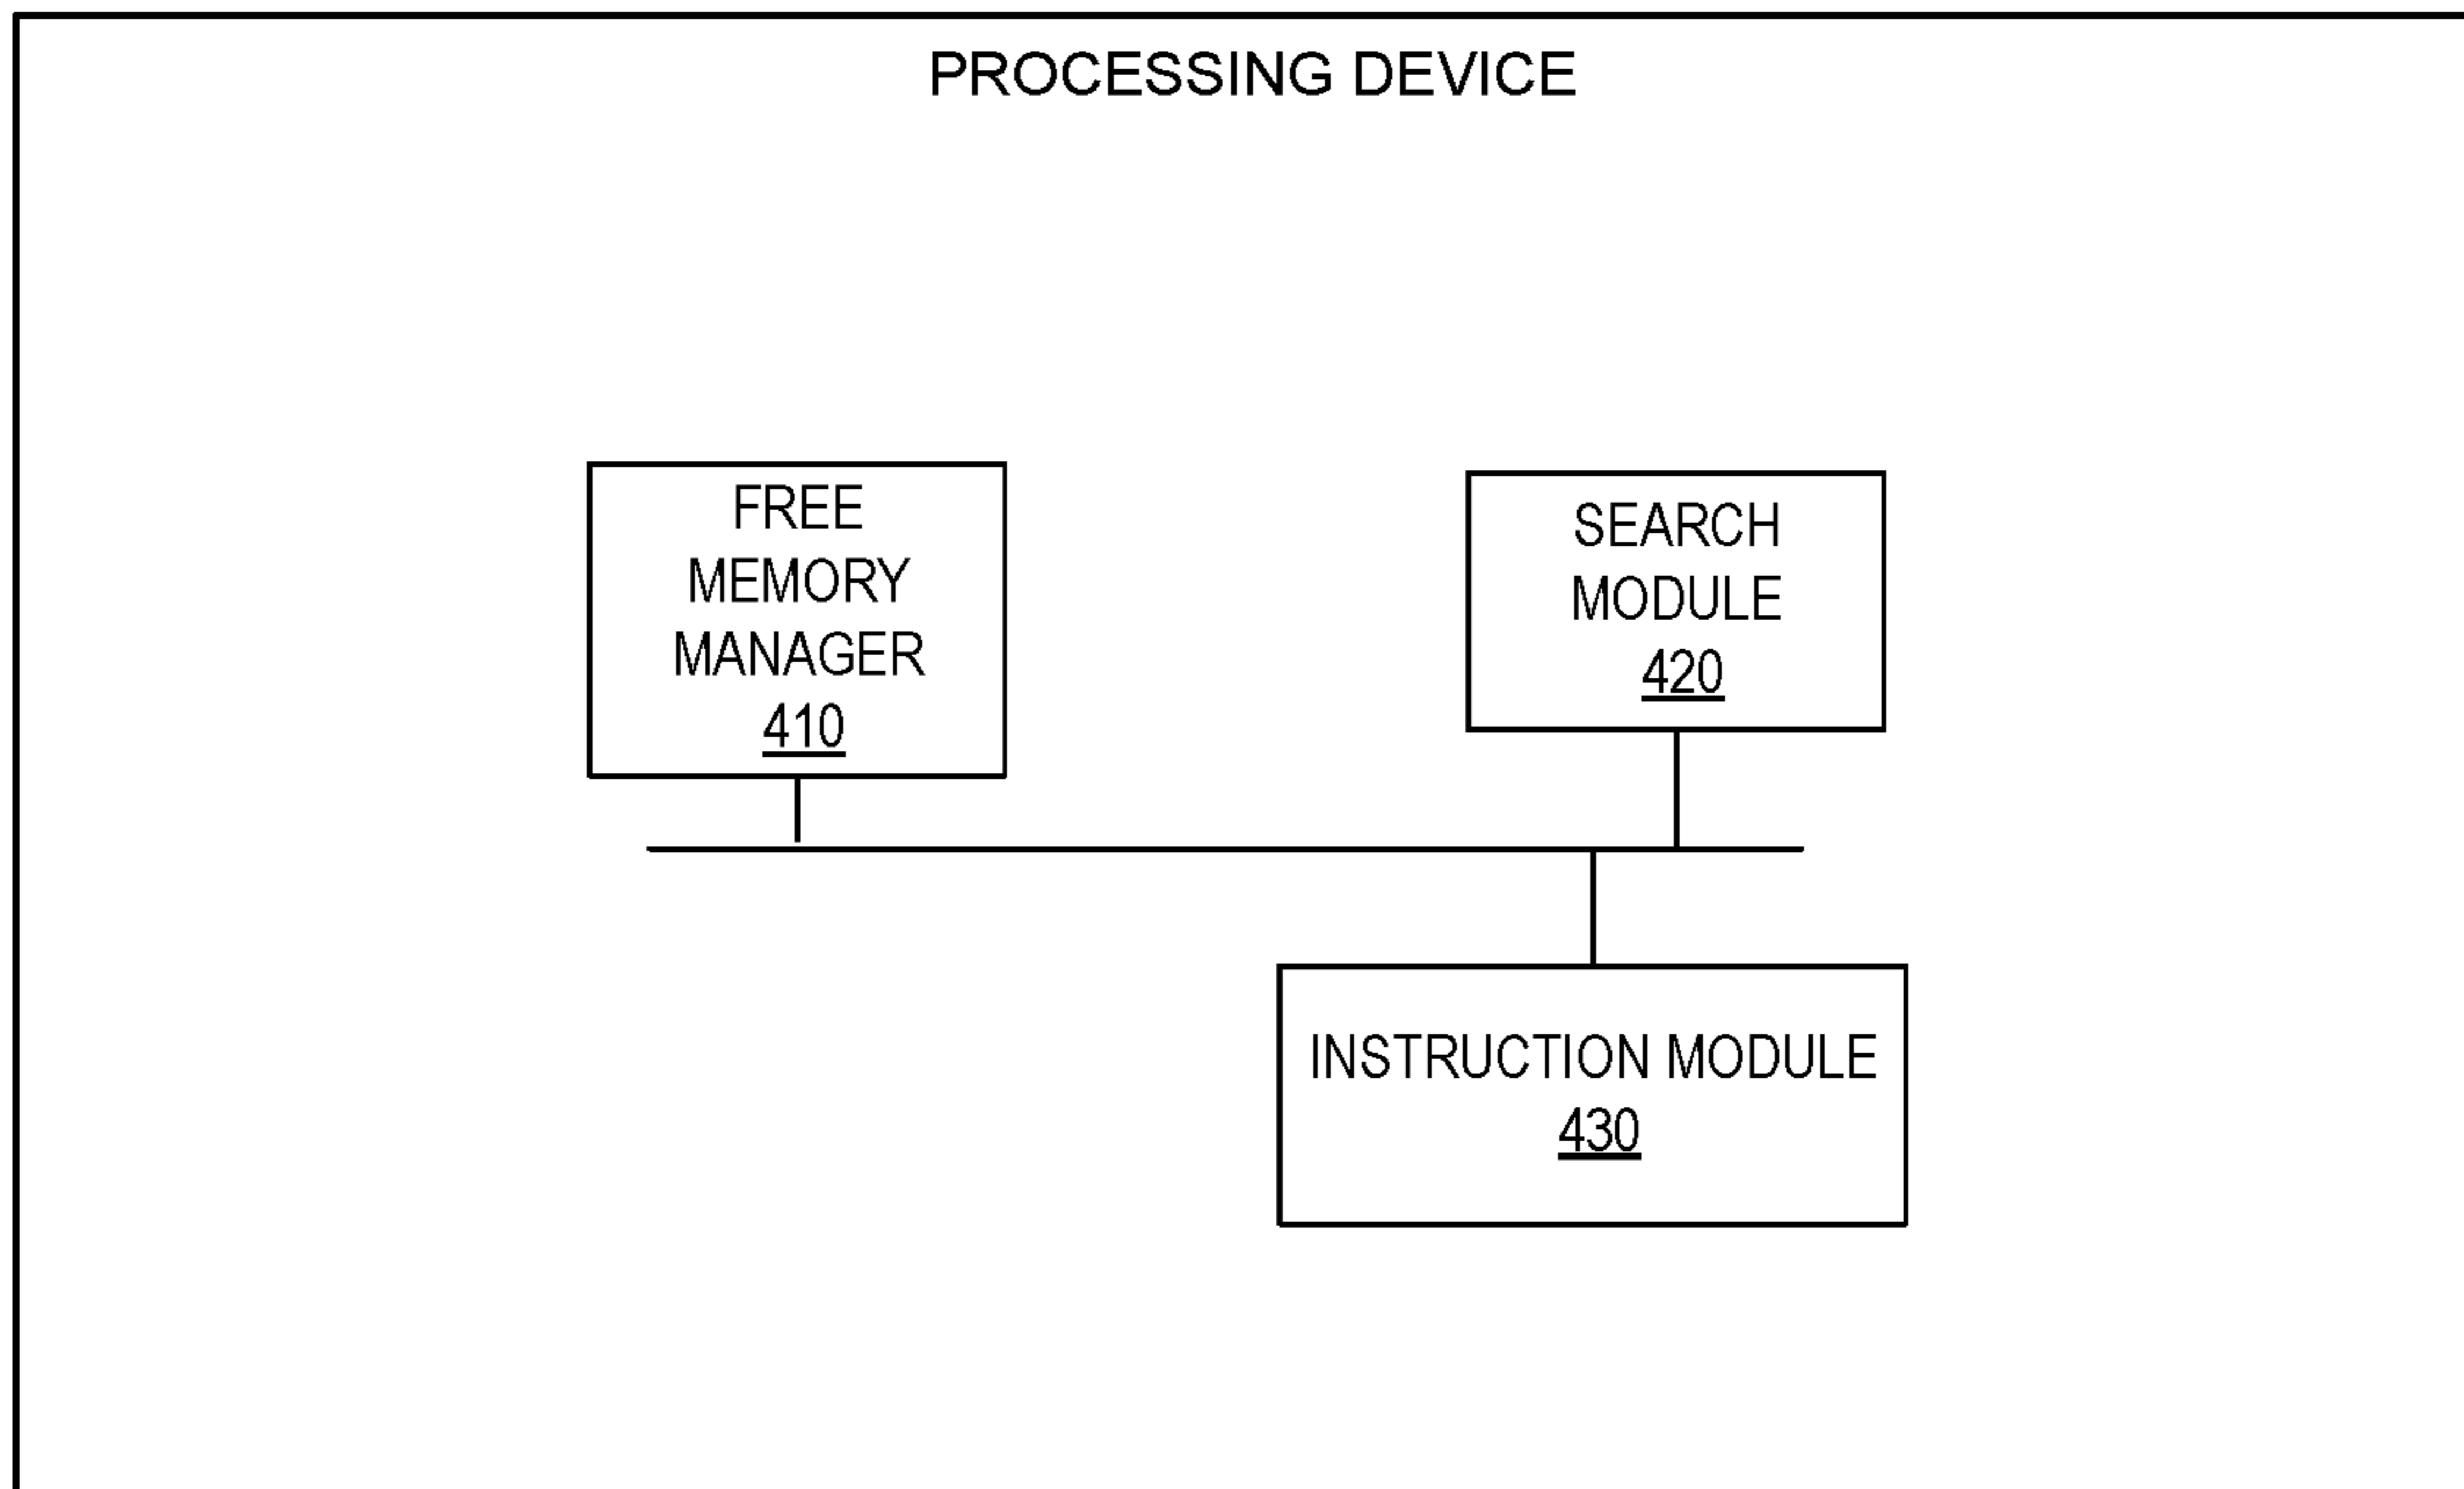 PROCESSING DEVICE
FREE
MEMORY
MANAGER
410
SEARCH
MODULE
420
INSTRUCTION MODULE
430